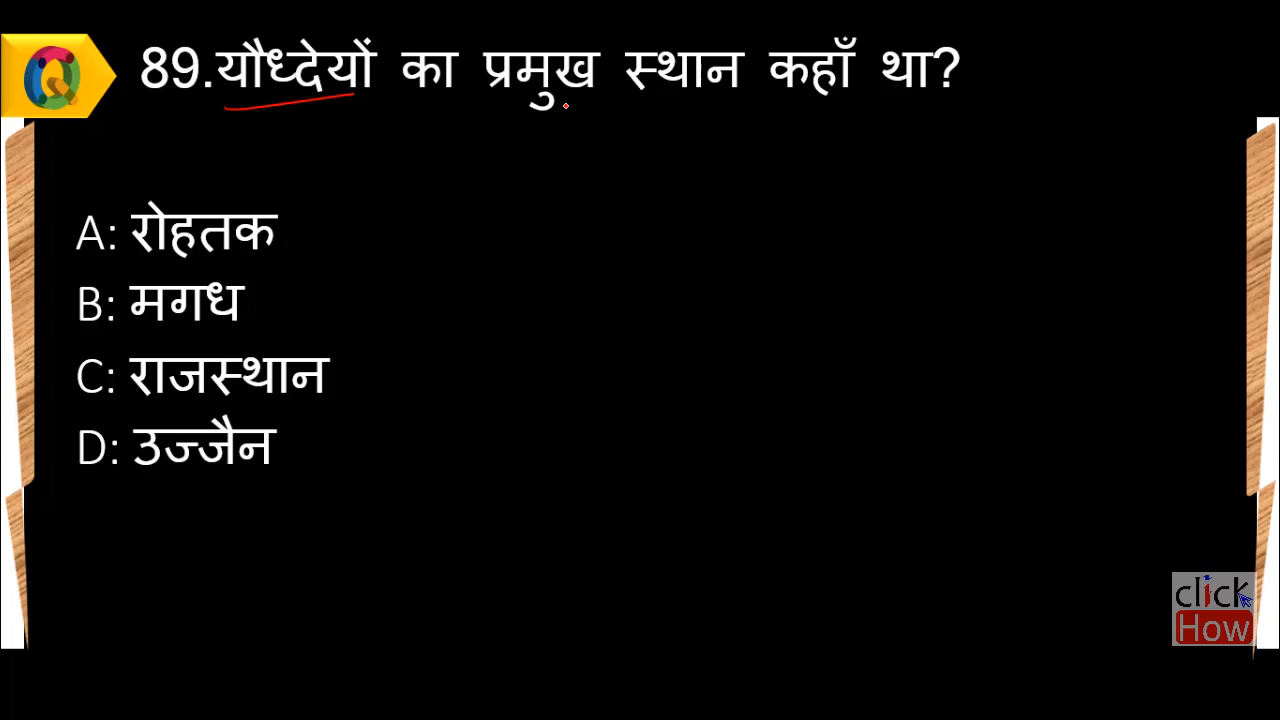 89.यौध्देयों का प्रमुख स्थान कहाँ था?
A: रोहतक
B: मगध
C: राजस्थान
D: उज्जैन
click
How